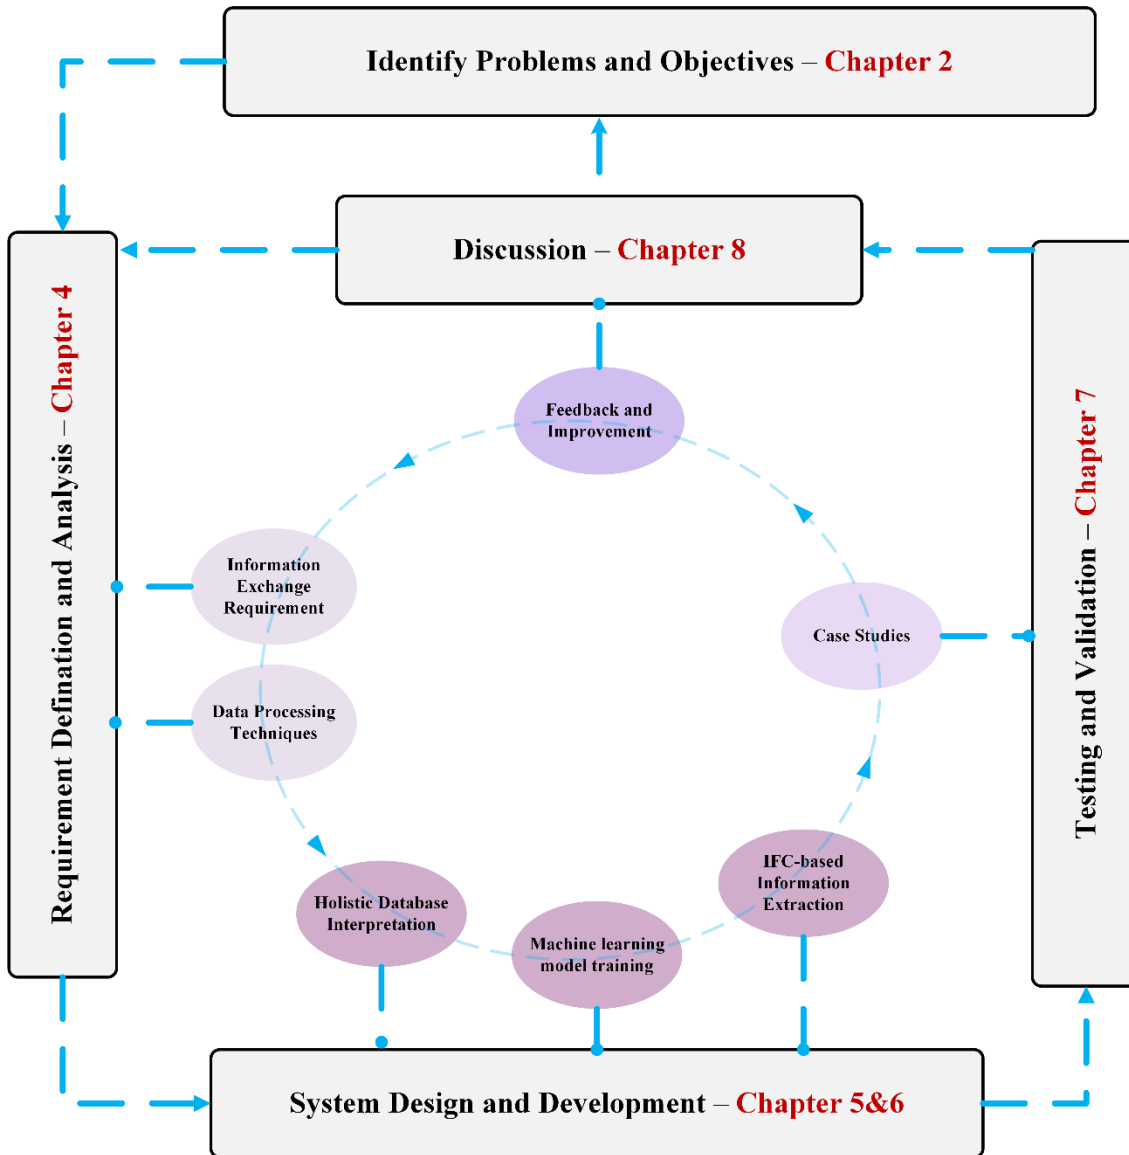 Identify Problems and Objectives – Chapter 2
Discussion – Chapter 8
Requirement Defination and Analysis – Chapter 4
Testing and Validation – Chapter 7
Feedback and
Improvement
Information
Exchange
Requirement
Case Studies
Data Processing
Techniques
Holistic Database
Interpretation
Machine learning
model training
IFC-based
Information
Extraction
System Design and Development – Chapter 5&6